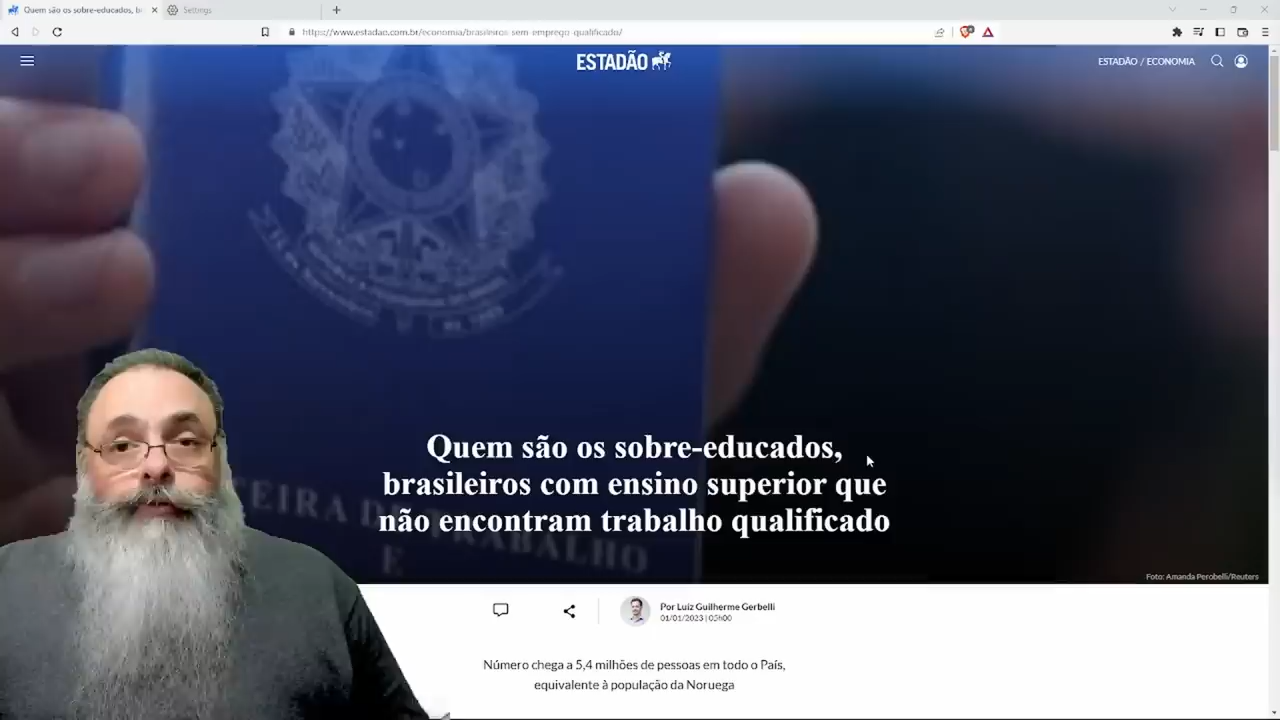 Quem são os sobre-educados, b
Settings
https://www.estadao.com.br/economia/brasileiros-sem-emprego-qualificado/
ESTADÃO
ESTADÃO / ECONOMIA
Quem são os sobre-educados,
brasileiros com ensino superior que
não encontram trabalho qualificado
EIRA DE TRABALHO
E
Foto: Amanda Perobelli/Reuters
Por Luiz Guilherme Gerbelli
01/01/2023 | 05h00
Número chega a 5,4 milhões de pessoas em todo o País,
equivalente à população da Noruega